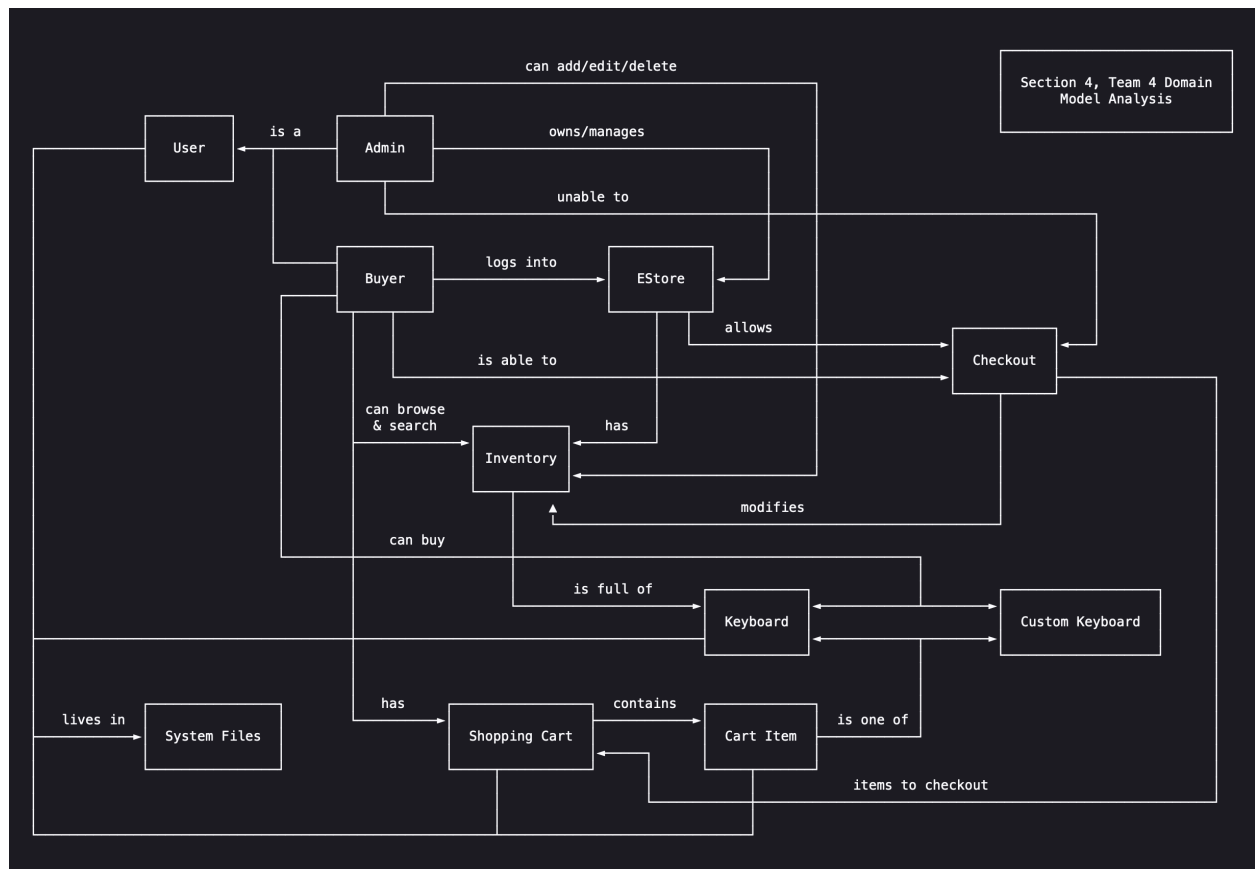 can add/edit/delete
Section 4, Team 4 Domain
Model Analysis
User
is a
Admin
owns/manages
unable to
Buyer
logs into
EStore
allows
is able to
Checkout
can browse
& search
has
Inventory
modifies
can buy
is full of
Keyboard
Custom Keyboard
has
contains
lives in
System Files
Shopping Cart
Cart Item
is one of
items to checkout